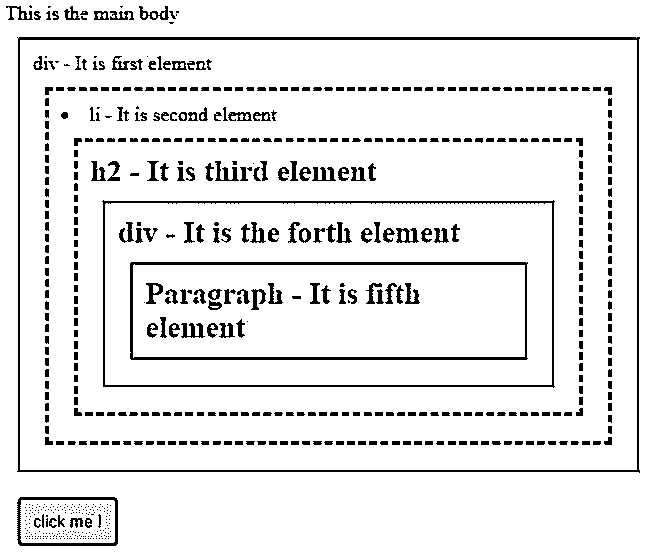 This is the main body
div - It is first element
li - It is second element
h2 - It is third element
div - It is the forth element
Paragraph - It is fifth
element
click me !